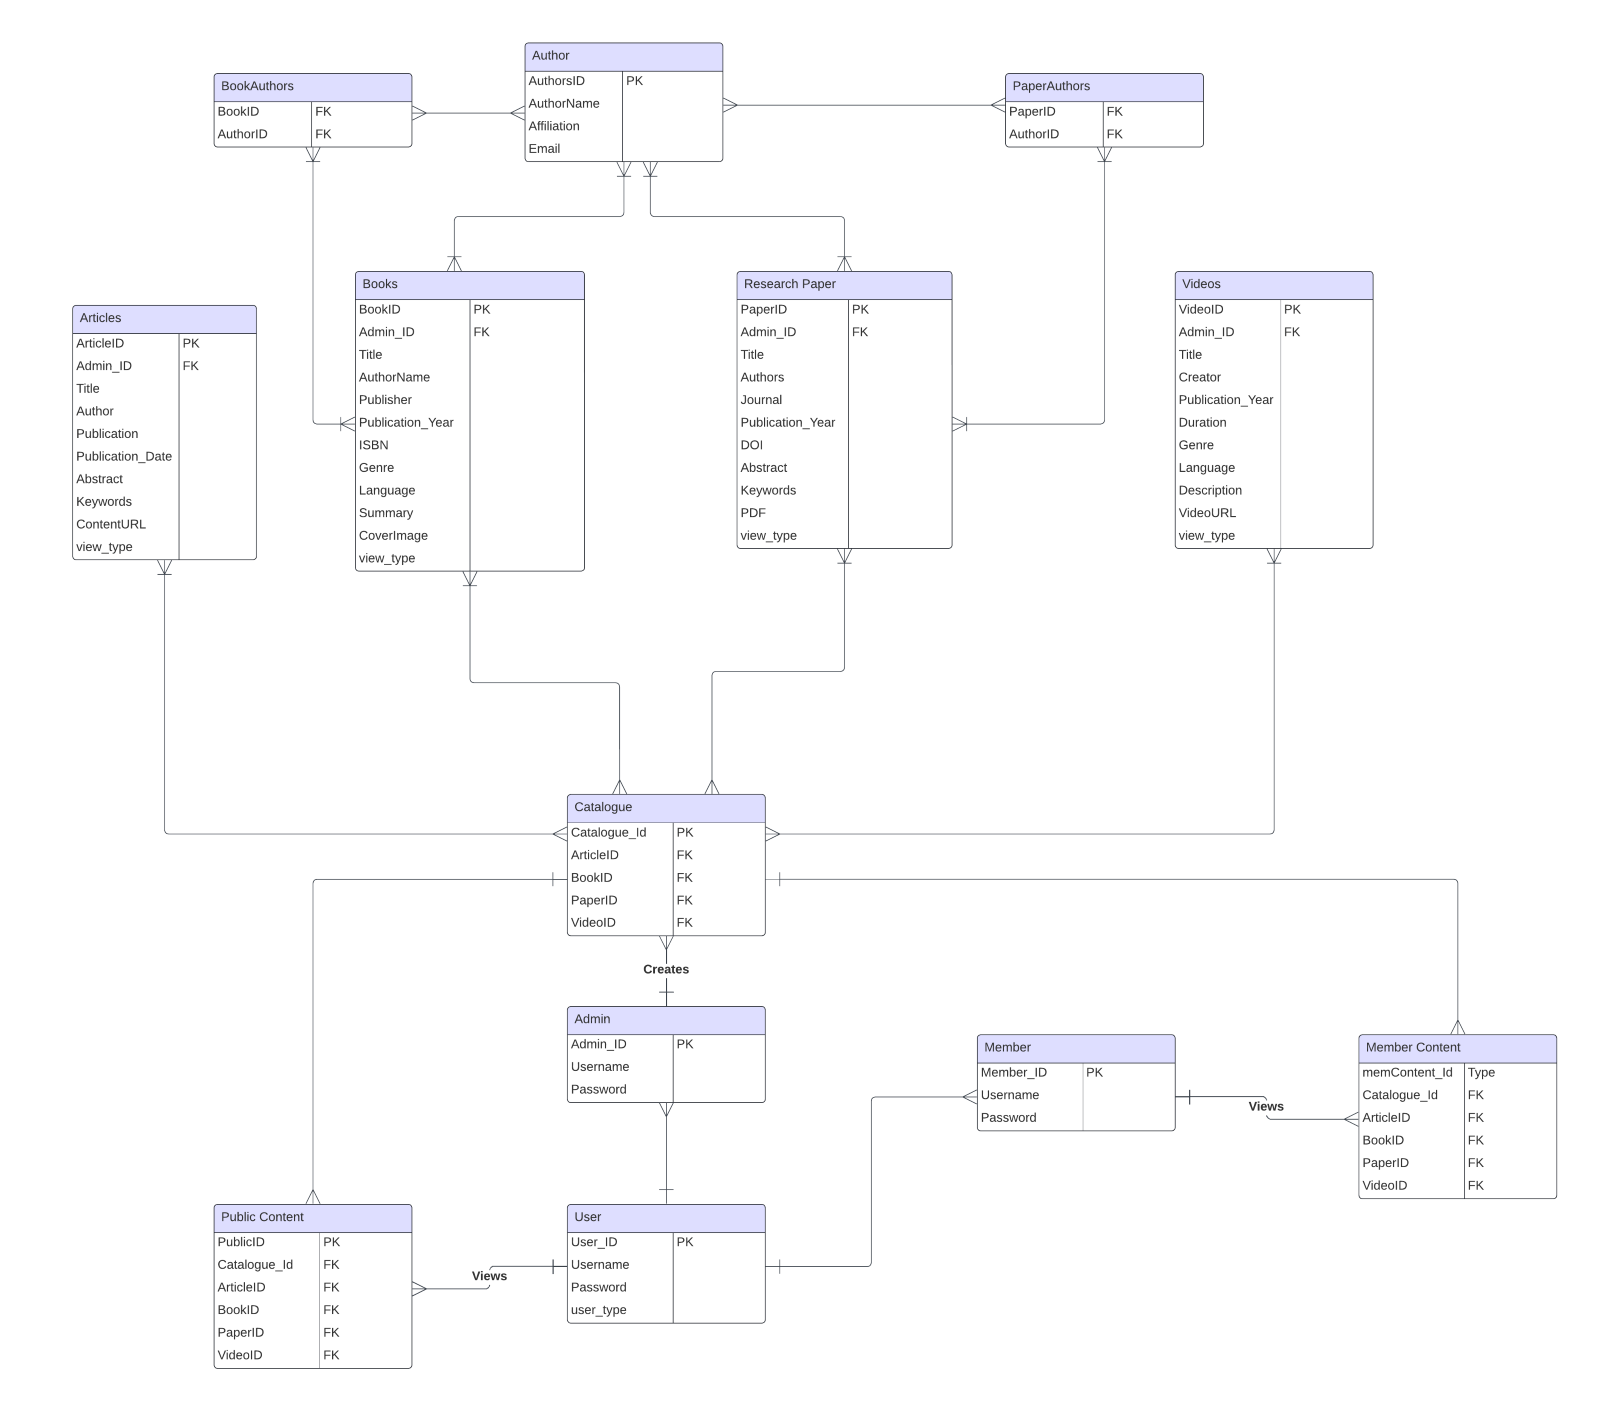 Author
AuthorsID PK
AuthorName
Affiliation
Email
BookAuthors
BookID FK
AuthorID FK
PaperAuthors
PaperID FK
AuthorID FK
Articles
ArticleID PK
Admin_ID FK
Title
Author
Publication
Publication_Date
Abstract
Keywords
ContentURL
view_type
Books
BookID PK
Admin_ID FK
Title
AuthorName
Publisher
Publication_Year
ISBN
Genre
Language
Summary
CoverImage
view_type
Research Paper
PaperID PK
Admin_ID FK
Title
Authors
Journal
Publication_Year
DOI
Abstract
Keywords
PDF
view_type
Videos
VideoID PK
Admin_ID FK
Title
Creator
Publication_Year
Duration
Genre
Language
Description
VideoURL
view_type
Catalogue
Catalogue_Id PK
ArticleID FK
BookID FK
PaperID FK
VideoID FK
Creates
Admin
Admin_ID PK
Username
Password
Member
Member_ID PK
Username
Password
Views
Member Content
memContent_Id Type
Catalogue_Id FK
ArticleID FK
BookID FK
PaperID FK
VideoID FK
Public Content
PublicID PK
Catalogue_Id FK
ArticleID FK
BookID FK
PaperID FK
VideoID FK
Views
User
User_ID PK
Username
Password
user_type